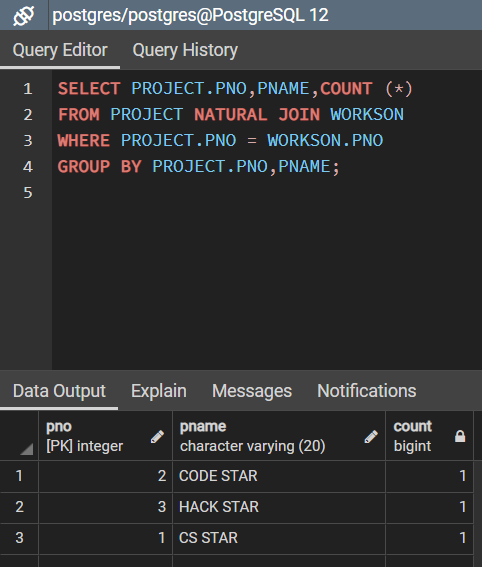 postgres/postgres@PostgreSQL 12
Query Editor Query History
1 SELECT PROJECT.PNO,PNAME,COUNT (*)
2 FROM PROJECT NATURAL JOIN WORKSON
3 WHERE PROJECT.PNO = WORKSON.PNO
4 GROUP BY PROJECT.PNO,PNAME;
5
Data Output Explain Messages Notifications
pno pname count
[PK] integer character varying (20) bigint
1 2 CODE STAR 1
2 3 HACK STAR 1
3 1 CS STAR 1